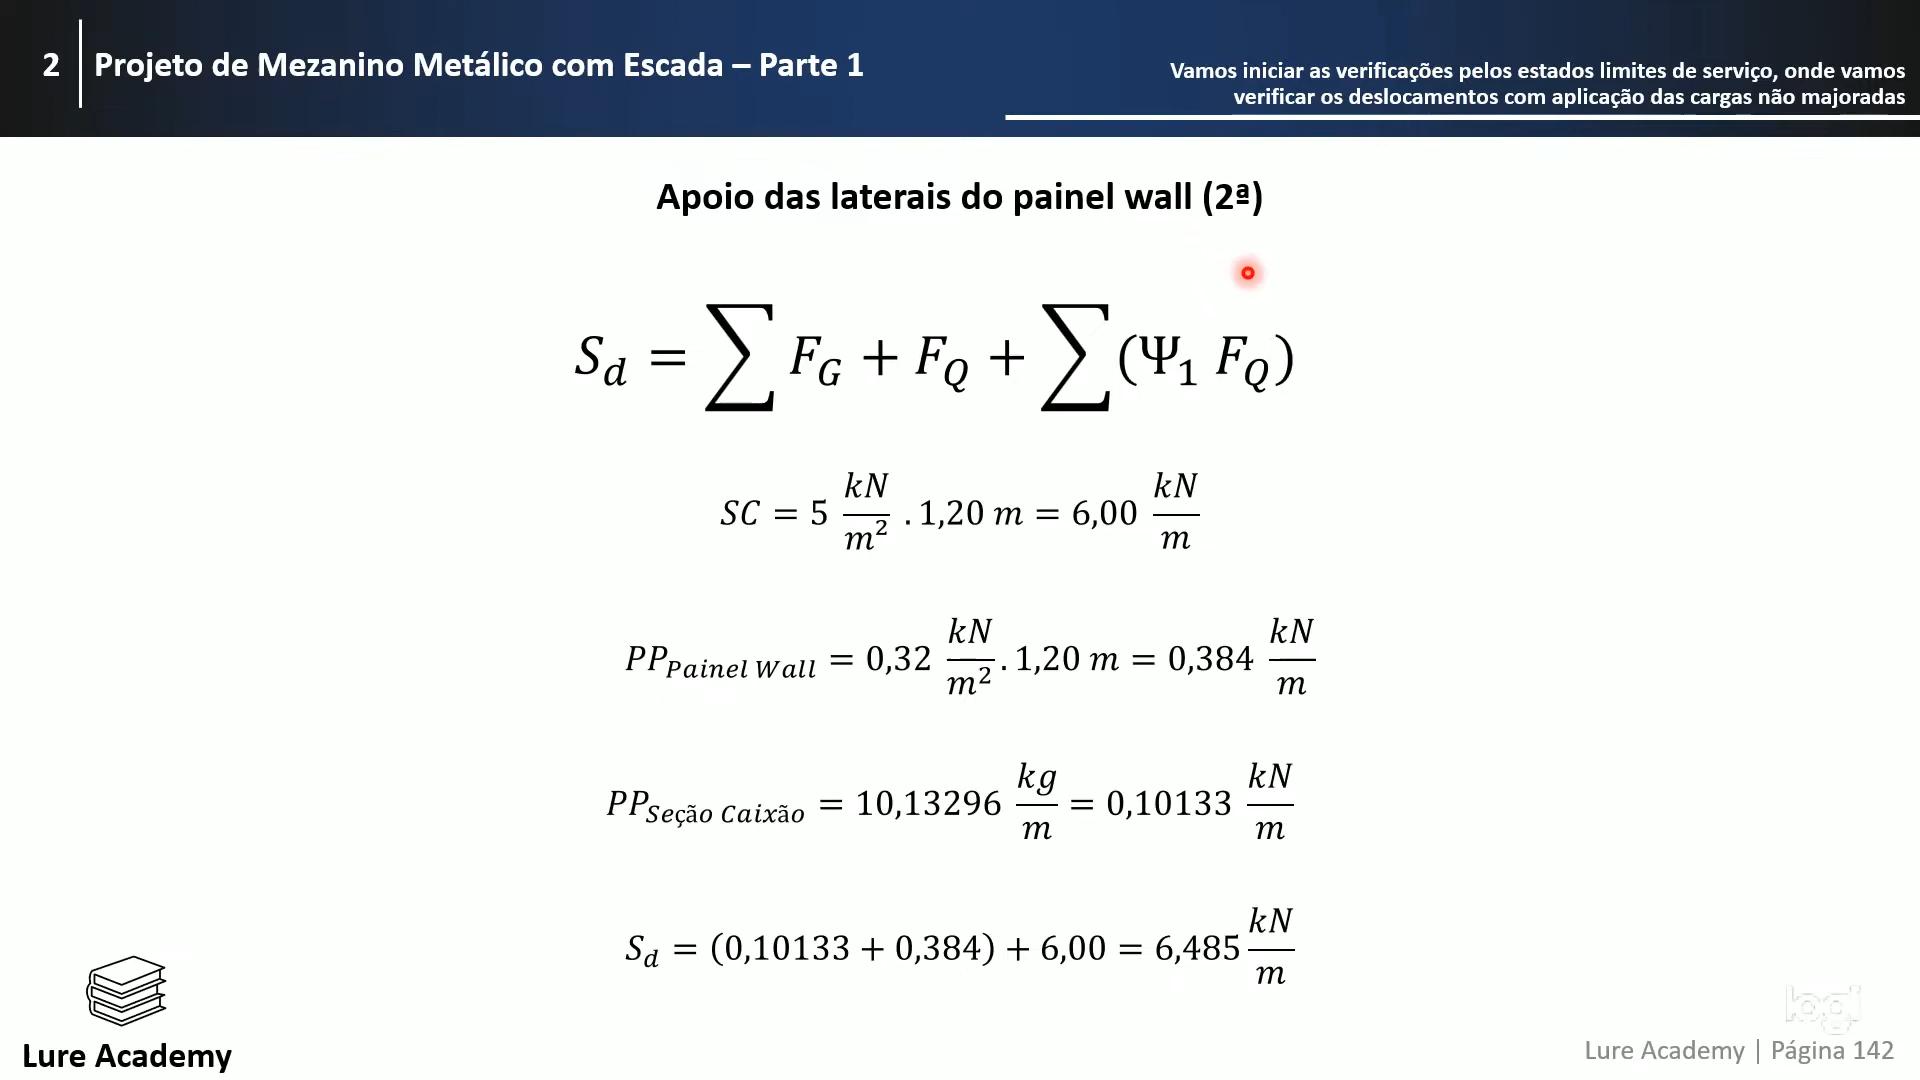 2
Projeto de Mezanino Metálico com Escada – Parte 1
Vamos iniciar as verificações pelos estados limites de serviço, onde vamos
verificar os deslocamentos com aplicação das cargas não majoradas
Apoio das laterais do painel wall (2ª)
S_d = ∑ F_G + F_Q + ∑(Ψ_1 F_Q)
SC = 5 kN/m² . 1,20 m = 6,00 kN/m
PP_Painel Wall = 0,32 kN/m² . 1,20 m = 0,384 kN/m
PP_Seção Caixão = 10,13296 kg/m = 0,10133 kN/m
S_d = (0,10133 + 0,384) + 6,00 = 6,485 kN/m
Lure Academy
logi
Lure Academy | Página 142